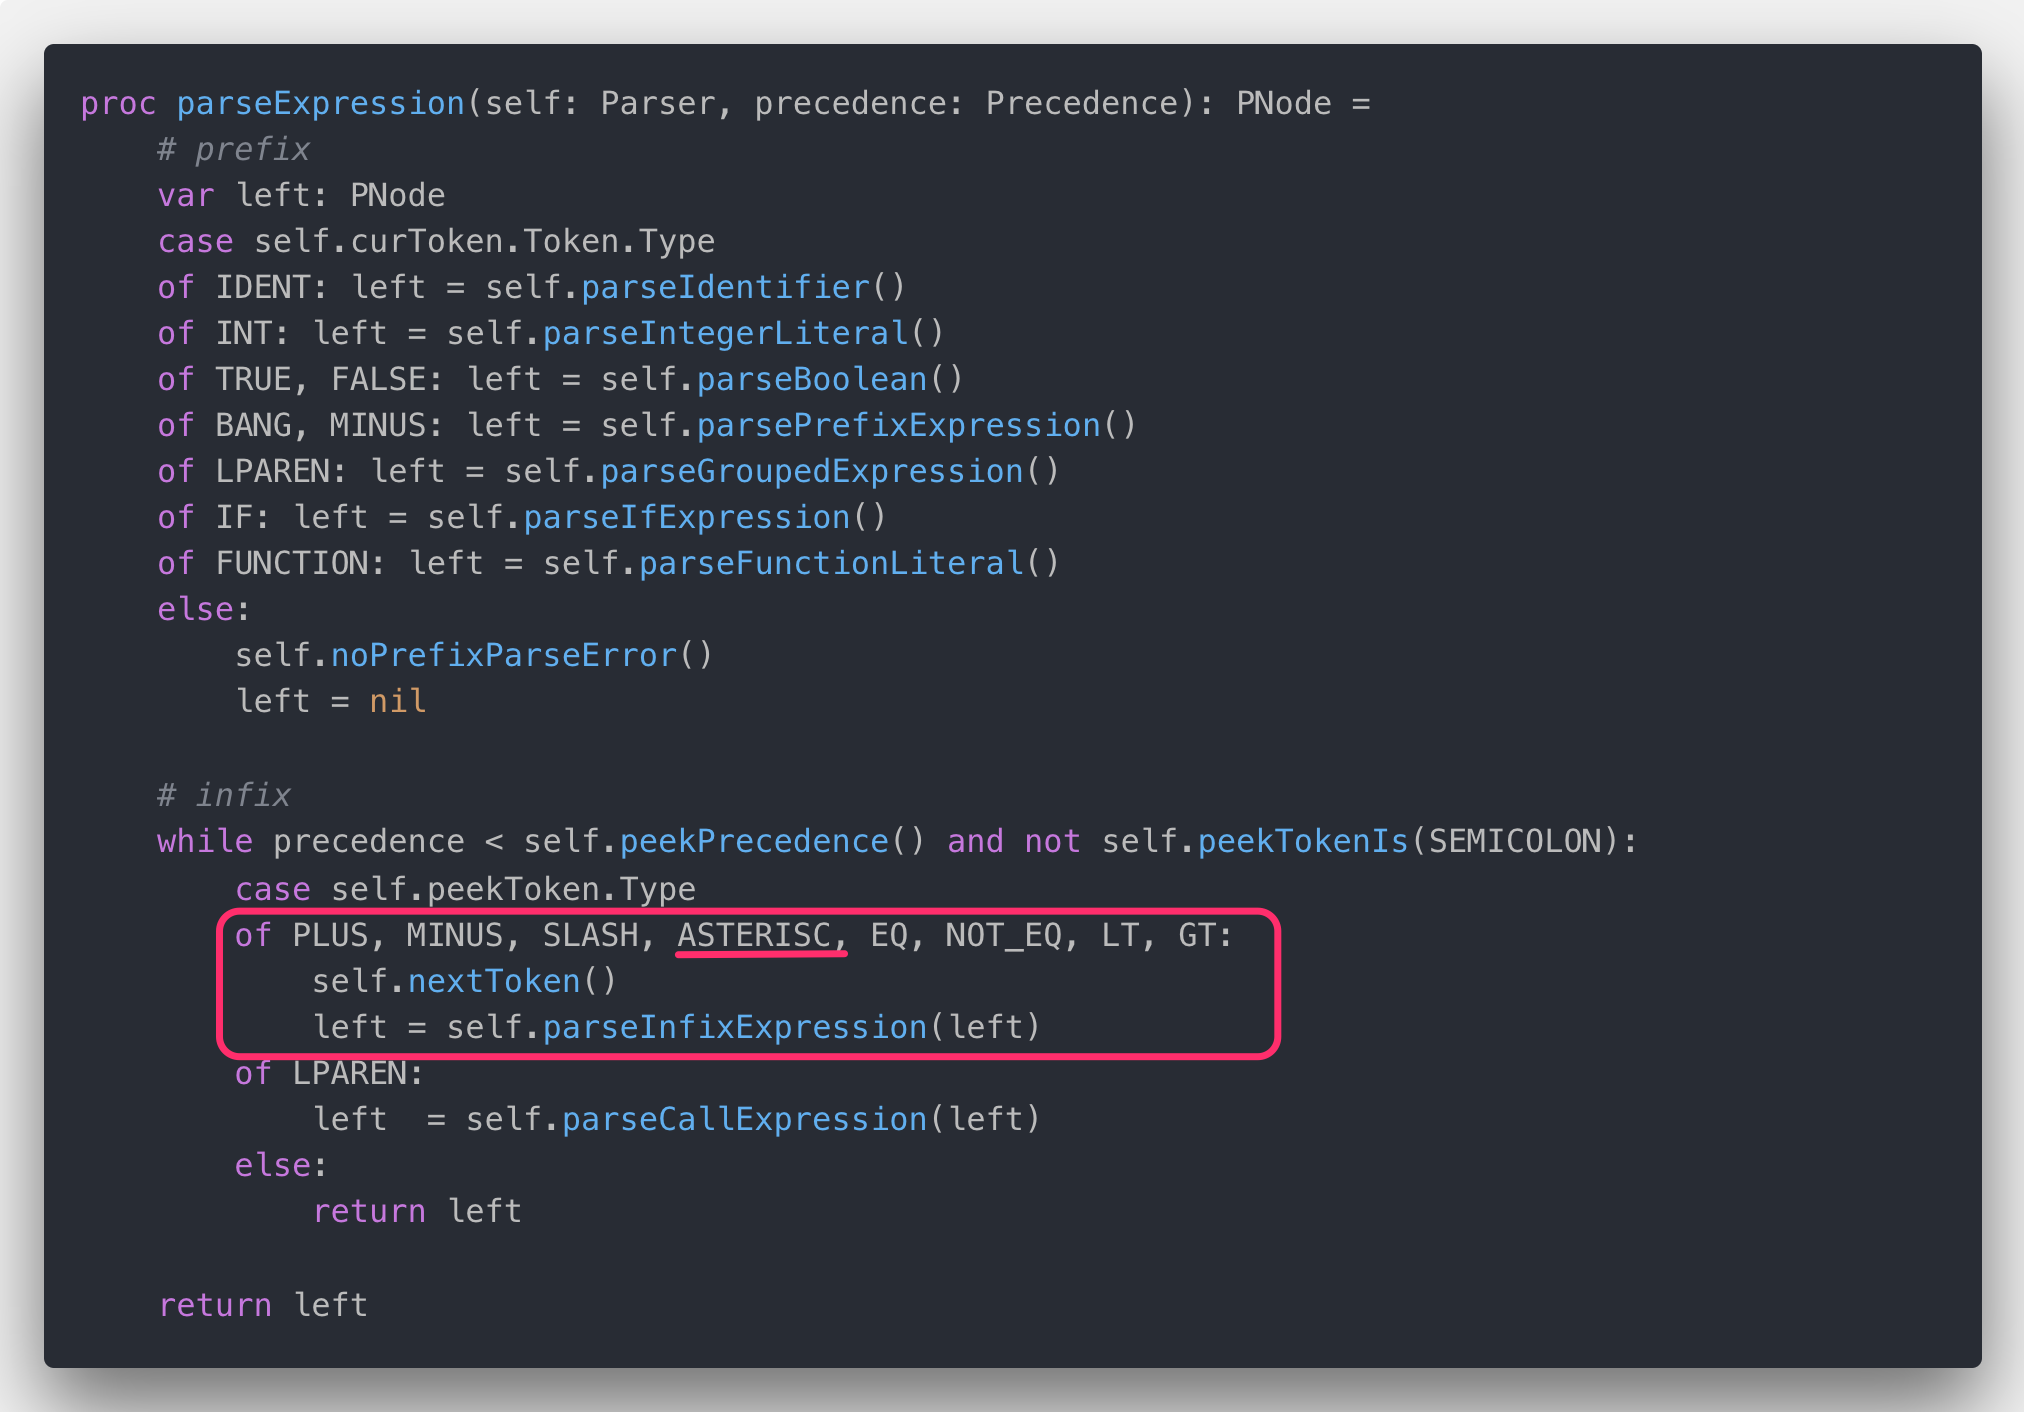 proc parseExpression(self: Parser, precedence: Precedence): PNode =
    # prefix
    var left: PNode
    case self.curToken.Token.Type
    of IDENT: left = self.parseIdentifier()
    of INT: left = self.parseIntegerLiteral()
    of TRUE, FALSE: left = self.parseBoolean()
    of BANG, MINUS: left = self.parsePrefixExpression()
    of LPAREN: left = self.parseGroupedExpression()
    of IF: left = self.parseIfExpression()
    of FUNCTION: left = self.parseFunctionLiteral()
    else:
        self.noPrefixParseError()
        left = nil

    # infix
    while precedence < self.peekPrecedence() and not self.peekTokenIs(SEMICOLON):
        case self.peekToken.Type
        of PLUS, MINUS, SLASH, ASTERISC, EQ, NOT_EQ, LT, GT:
            self.nextToken()
            left = self.parseInfixExpression(left)
        of LPAREN:
            left  = self.parseCallExpression(left)
        else:
            return left

    return left